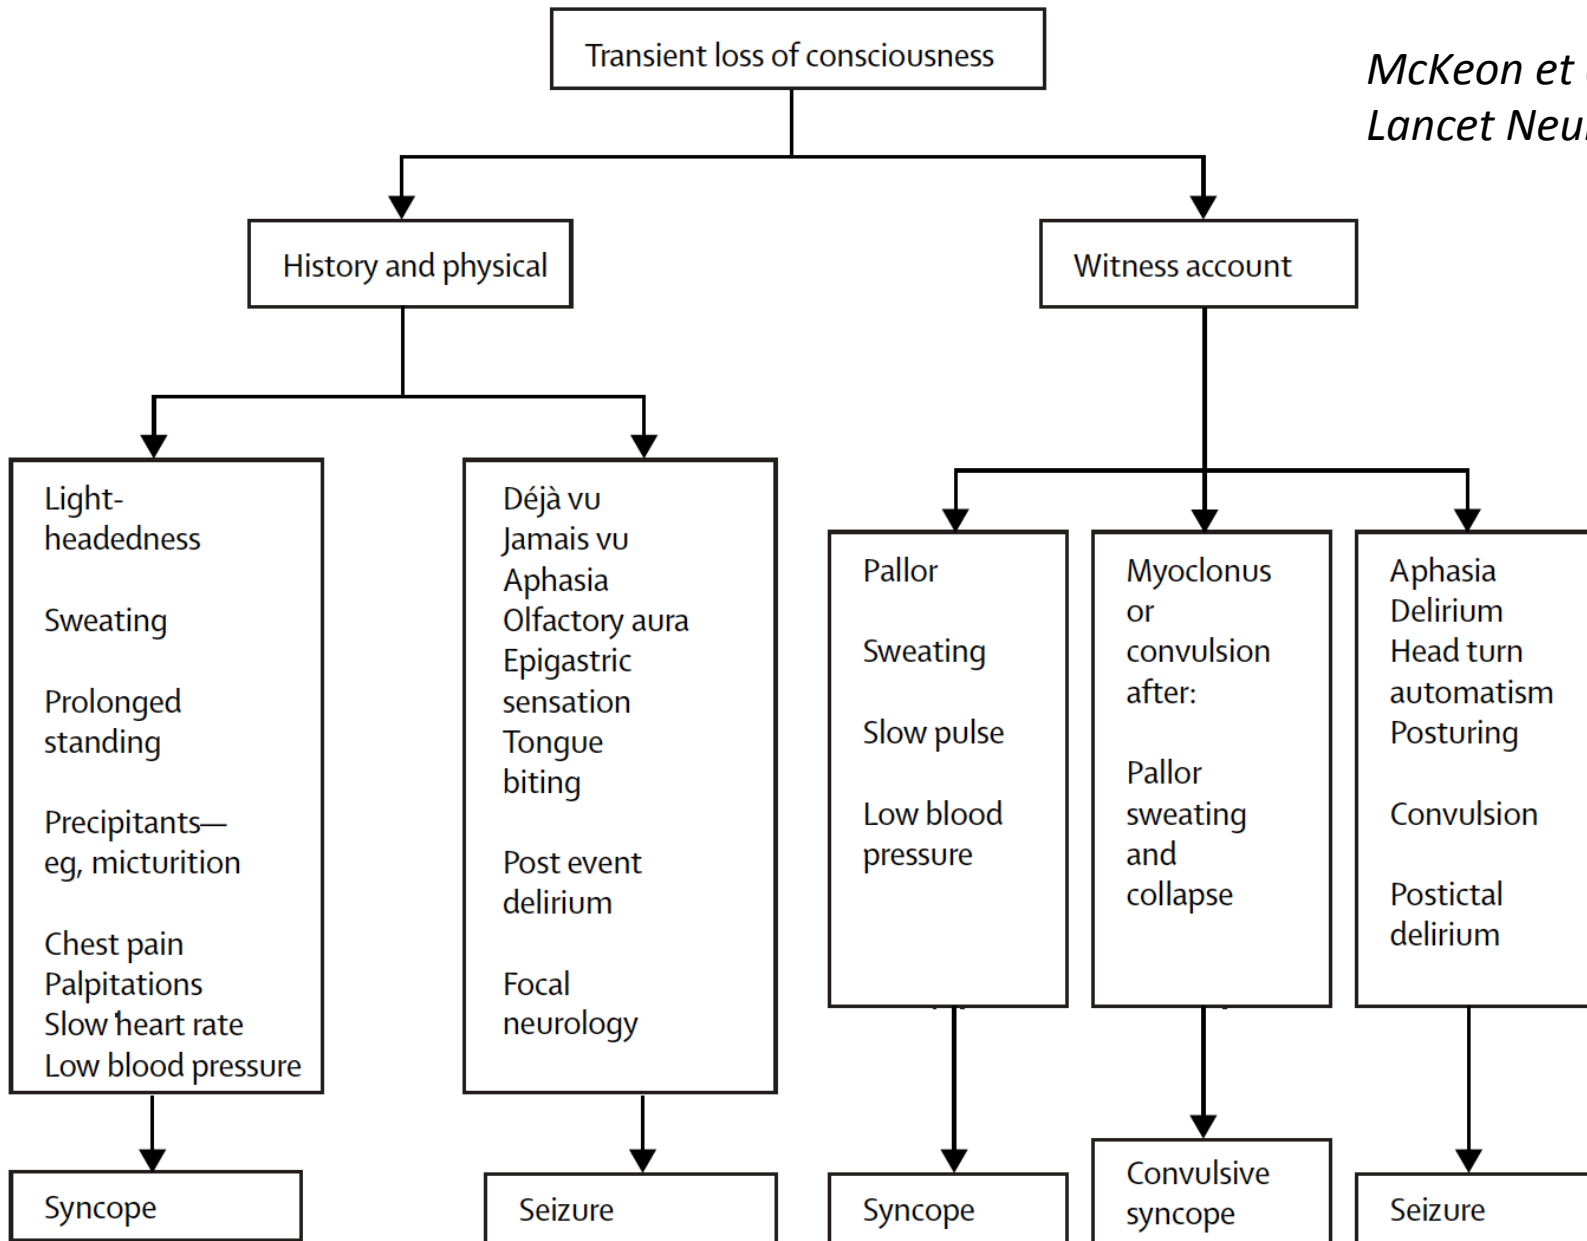 Transient loss of consciousness
McKeon et
Lancet
History and physical
Witness account
Light-
headedness
Sweating
Prolonged
standing
Precipitants—
eg, micturition
Chest pain
Palpitations
Slow heart rate
Low blood pressure
Déjà vu
Jamais vu
Aphasia
Olfactory aura
Epigastric
sensation
Tongue
biting
Post event
delirium
Focal
neurology
Pallor
Sweating
Slow pulse
Low blood
pressure
Myoclonus
or
convulsion
after:
Pallor
sweating
and
collapse
Aphasia
Delirium
Head turn
automatism
Posturing
Convulsion
Postictal
delirium
Syncope
Seizure
Syncope
Convulsive
syncope
Seizure